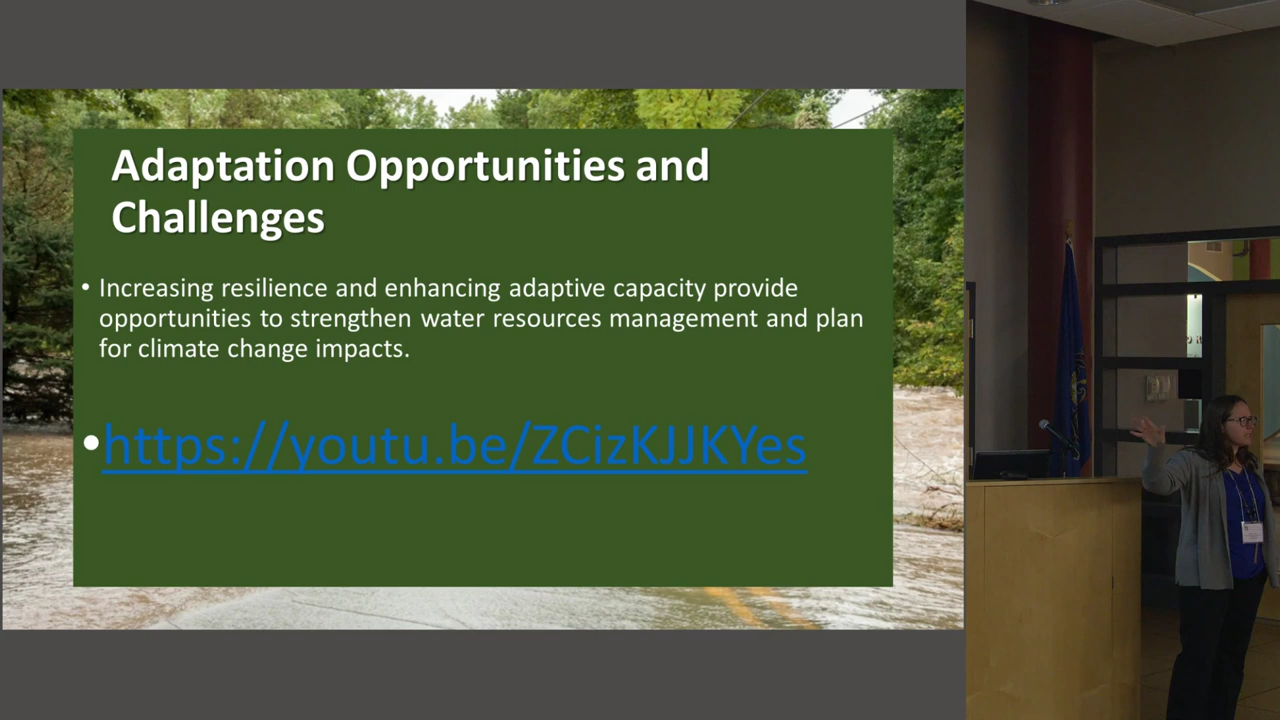 Adaptation Opportunities and
Challenges
• Increasing resilience and enhancing adaptive capacity provide
opportunities to strengthen water resources management and plan
for climate change impacts.
•https://youtu.be/ZCizKJJKYes